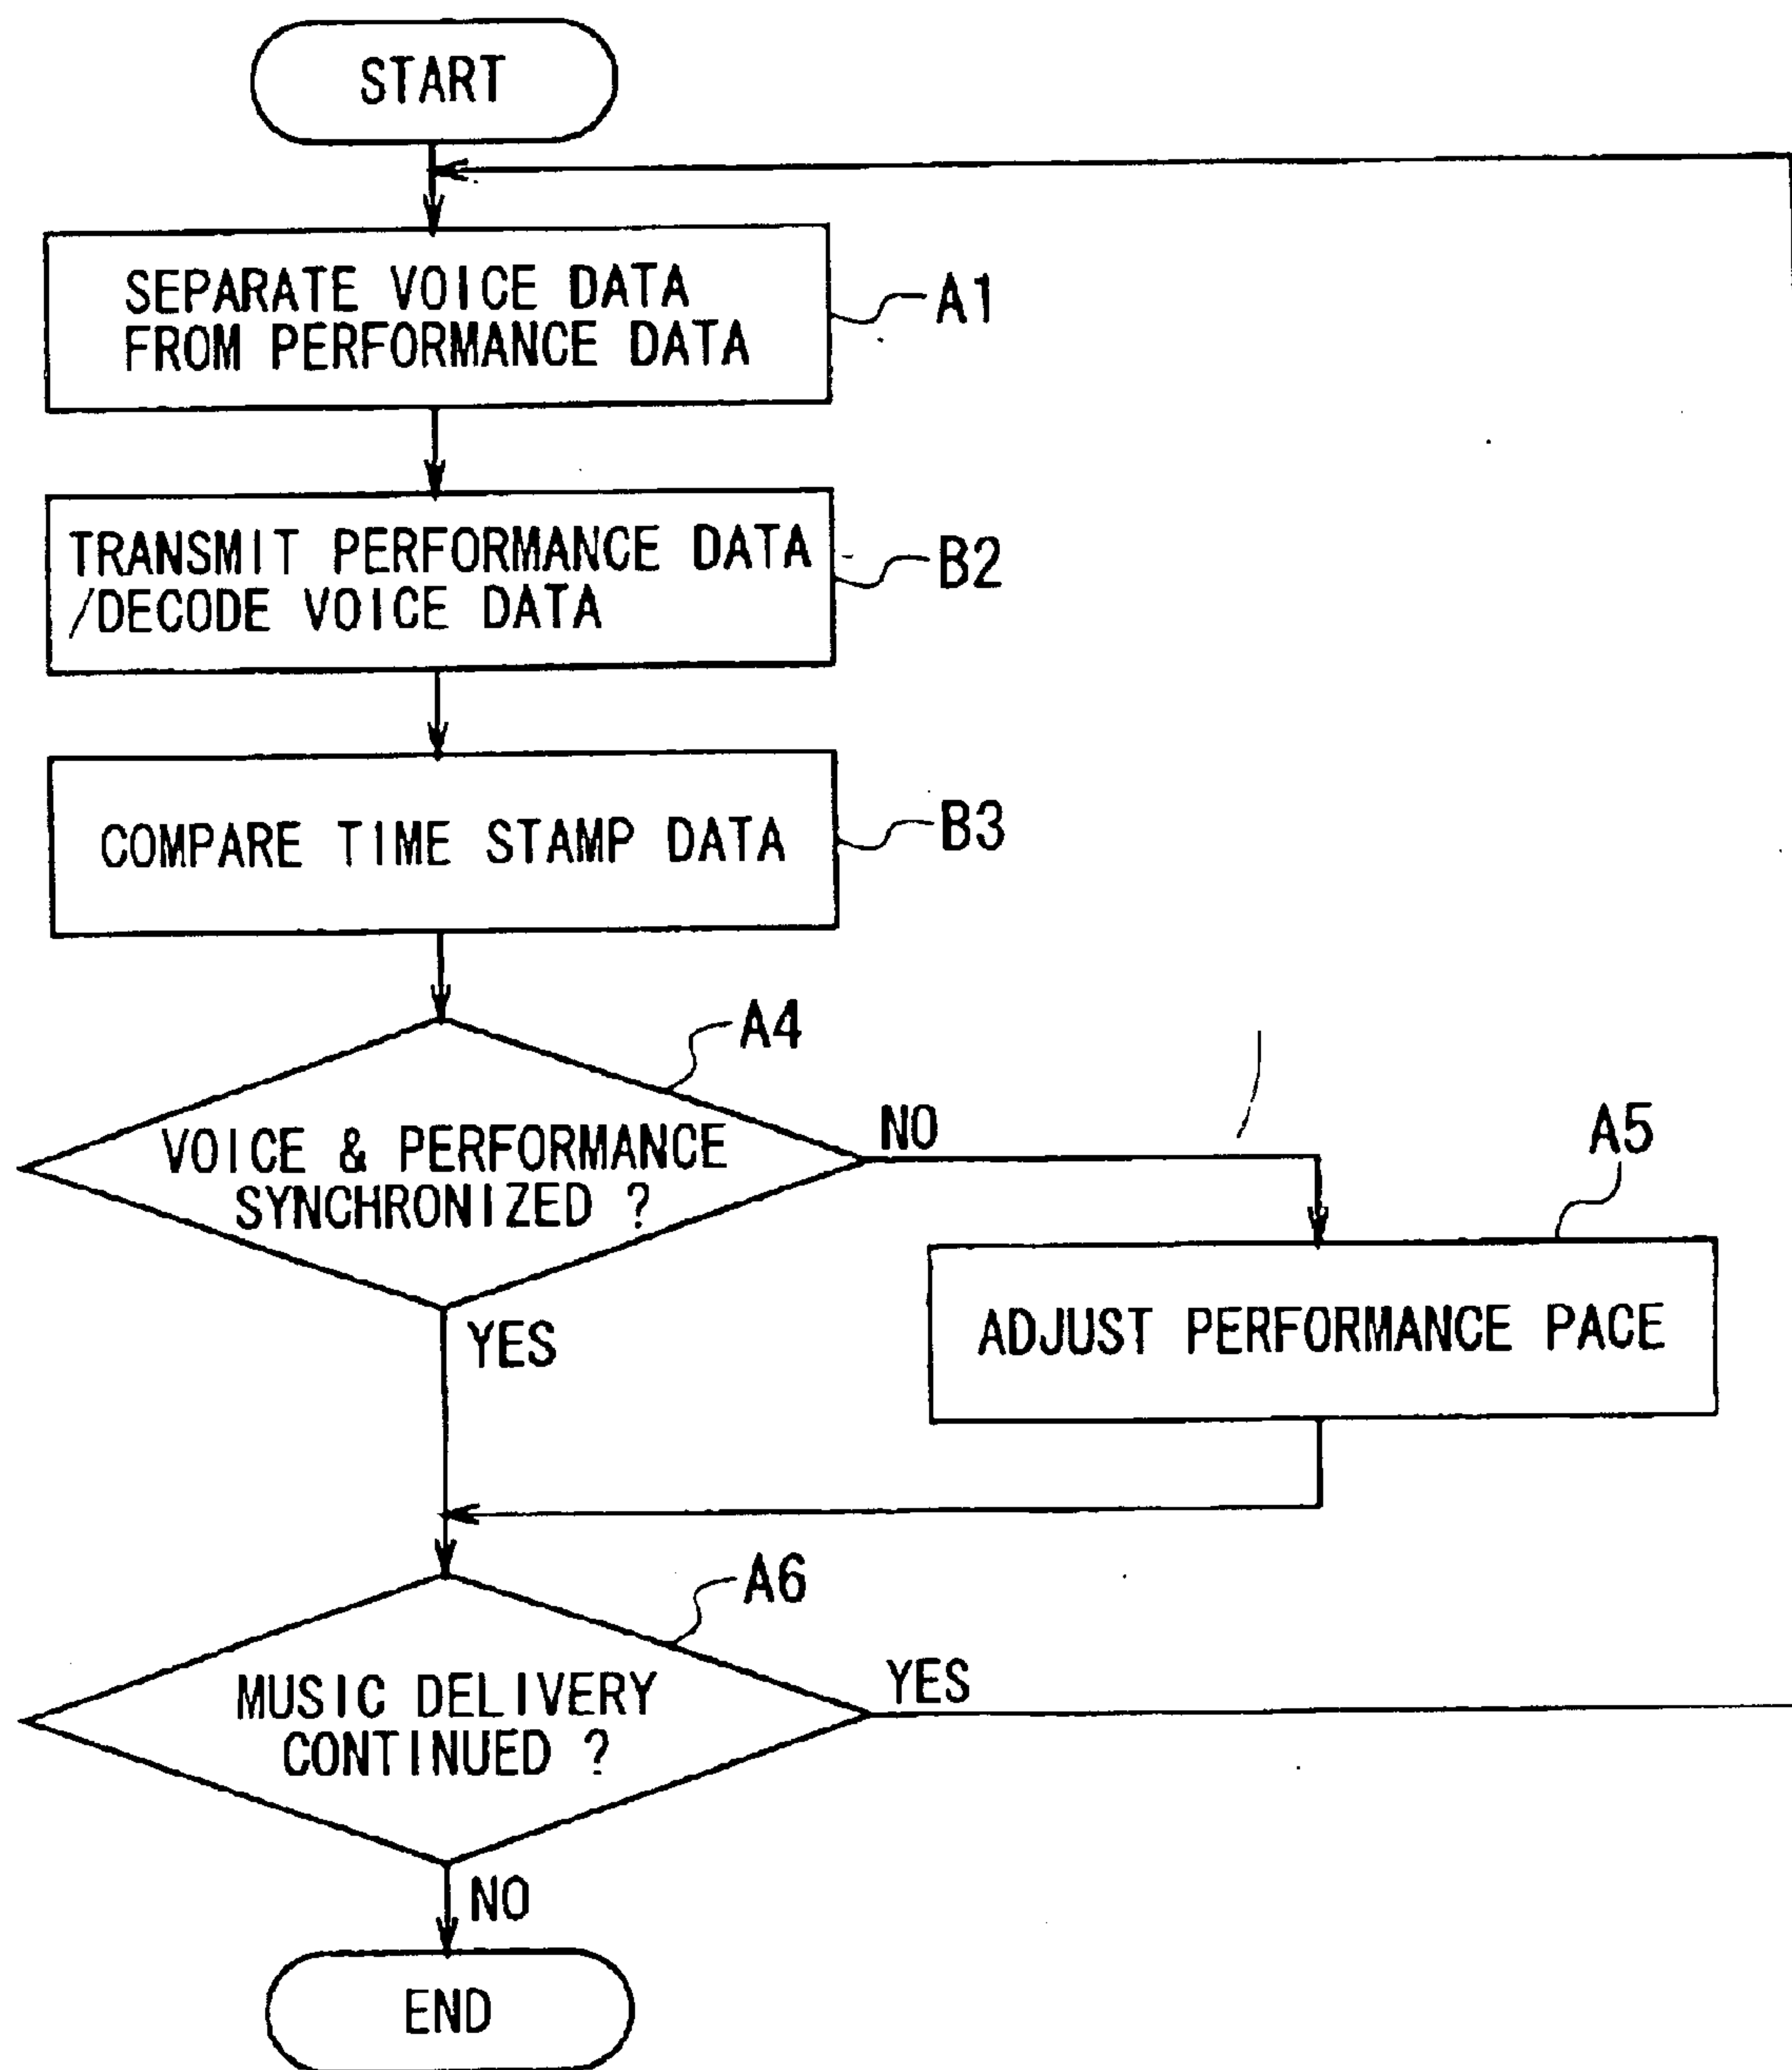 START
SEPARATE VOICE DATA
FROM PERFORMANCE DATA
A1
TRANSMIT PERFORMANCE DATA
/DECODE VOICE DATA
B2
COMPARE TIME STAMP DATA
B3
A4
VOICE & PERFORMANCE
SYNCHRONIZED ?
NO
A5
YES
ADJUST PERFORMANCE PACE
A6
MUSIC DELIVERY
CONTINUED ?
YES
NO
END